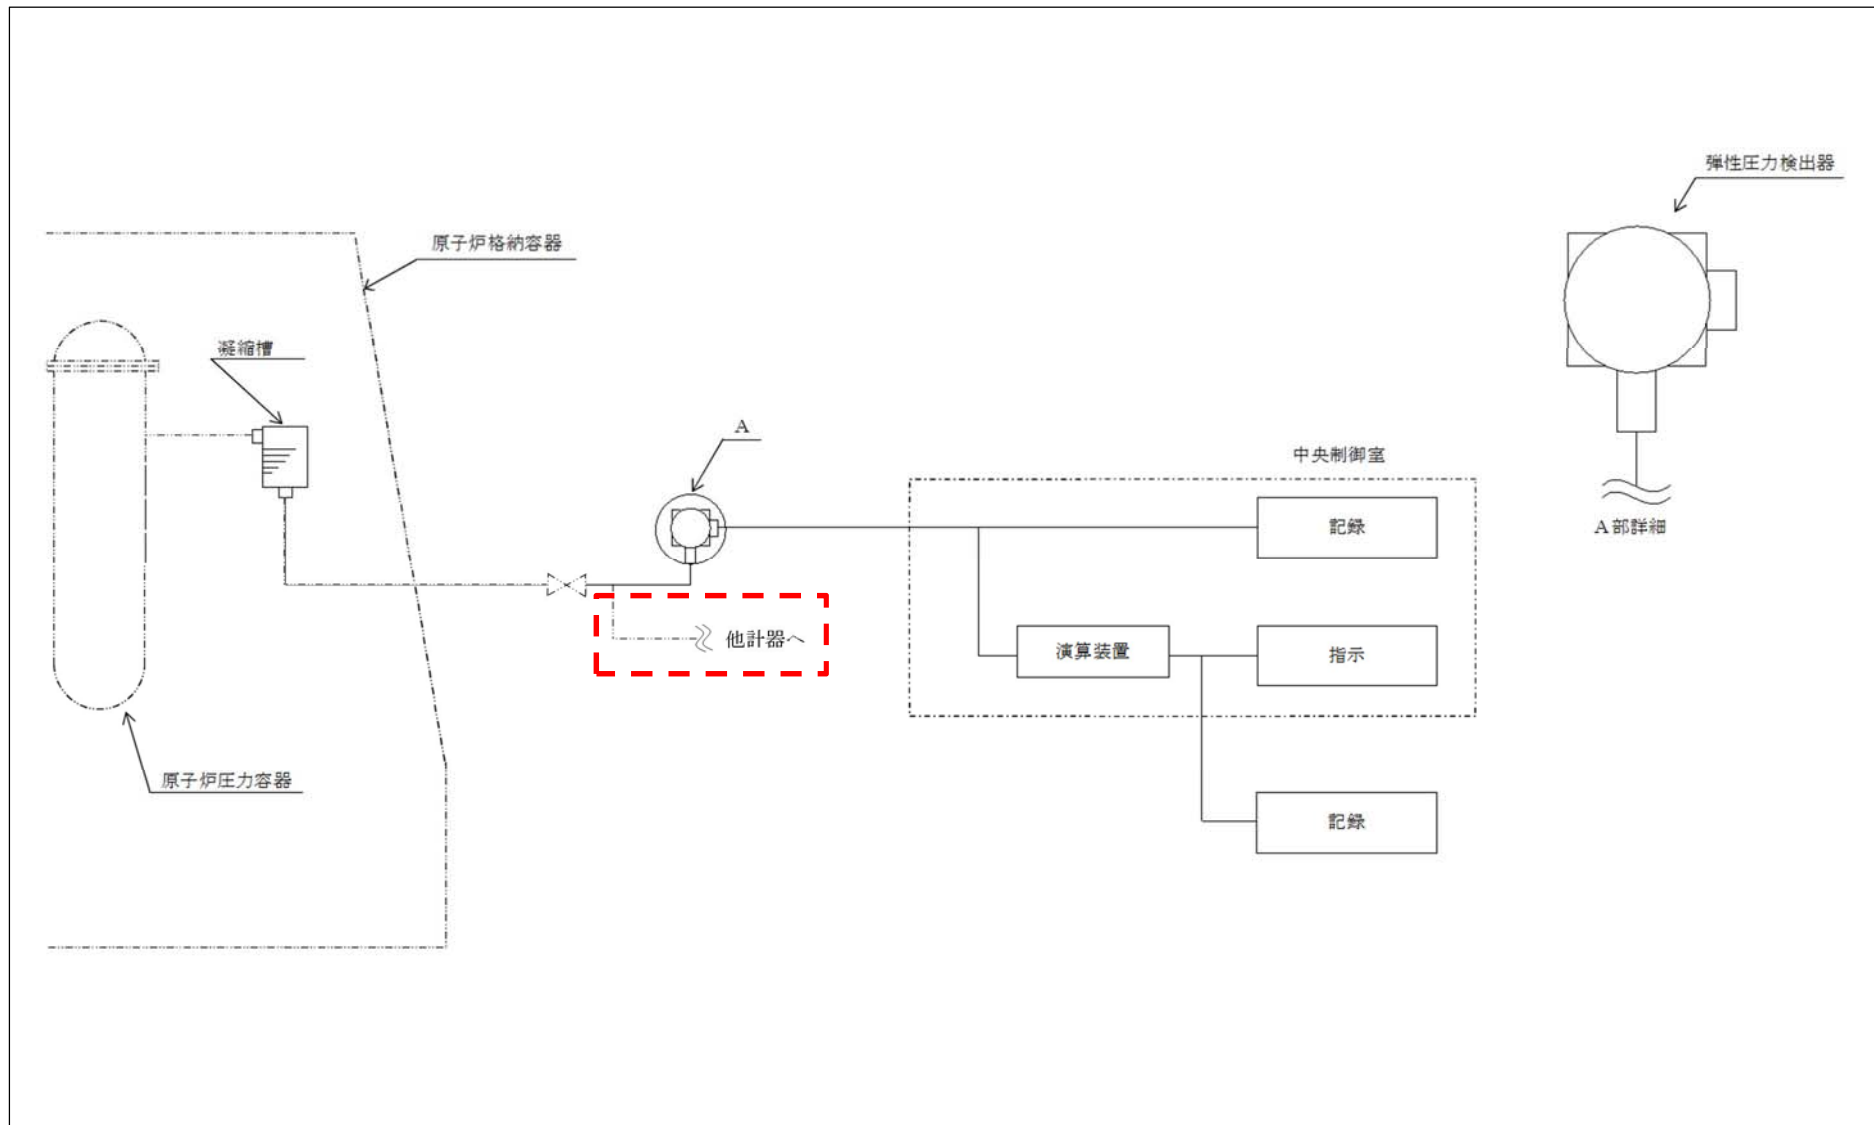 弾性圧力検出器
原子炉格納容器
凝縮槽
A
中央制御室
記録
A部詳細
他計器へ
演算装置
指示
原子炉圧力容器
記録